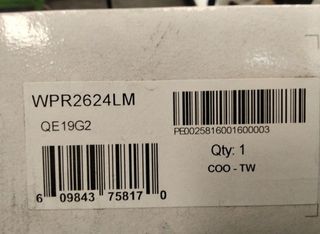 WPR2624LM
QE19G2
PE0025816001600003
Qty: 1
COO - TW
6 09843 75817 0